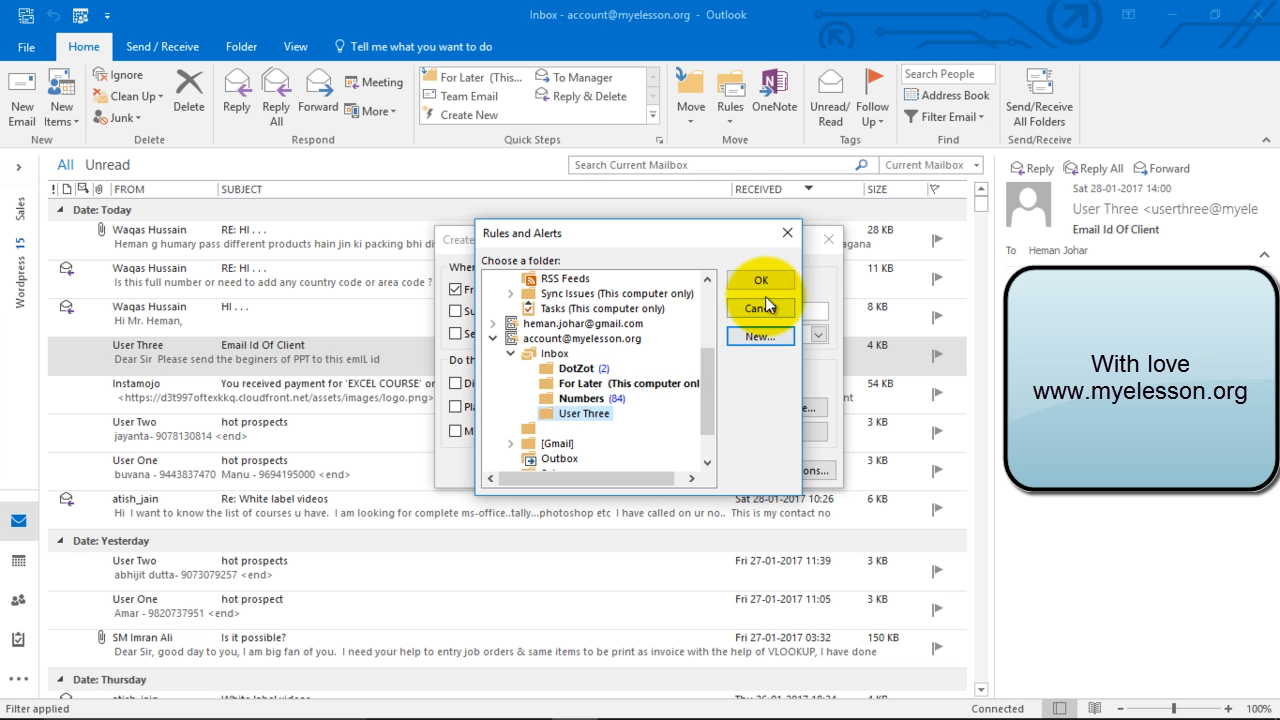 Inbox - account@myelesson.org - Outlook
File Home Send / Receive Folder View Tell me what you want to do
New Email
New Items
New
Ignore
Clean Up
Junk
Delete
Delete
Reply
Reply All
Forward
Meeting
More
Respond
For Later (This... To Manager
Team Email Reply & Delete
Create New
Quick Steps
Move
Rules
OneNote
Move
Unread/ Read
Follow Up
Tags
Search People
Address Book
Filter Email
Find
Send/Receive All Folders
Send/Receive
Sales
Wordpress 15
All Unread
Search Current Mailbox
Current Mailbox
FROM SUBJECT RECEIVED SIZE
Date: Today
Waqas Hussain RE: HI . . . 28 KB
Heman g humary pass different products hain jin ki packing bhi di
agana
Waqas Hussain RE: HI . . . 11 KB
Is this full number or need to add any country code or area code ?
Waqas Hussain RE: HI . . . 8 KB
Hi Mr. Heman,
User Three Email Id Of Client 4 KB
Dear Sir Please send the beginers of PPT to this emIL id
Instamojo You received payment for 'EXCEL COURSE' or 54 KB
<https://d3t997oftexkkq.cloudfront.net/assets/images/logo.png> nt
User Two hot prospects 3 KB
jayanta- 9078130814 <end>
User One hot prospects 3 KB
buvana - 9443837470 Manu - 9694195000 <end>
atish_jain Re: White label videos Sat 28-01-2017 10:26 6 KB
Hi I want to know the list of courses u have. I am looking for complete ms-office..tally...photoshop etc I have called on ur no.. This is my contact no
Date: Yesterday
User Two hot prospects Fri 27-01-2017 11:39 3 KB
abhijit dutta- 9073079257 <end>
User One hot prospect Fri 27-01-2017 11:05 3 KB
Amar - 9820737951 <end>
SM Imran Ali Is it possible? Fri 27-01-2017 03:32 150 KB
Dear Sir, good day to you, I am big fan of you. I need your help to entry job orders & same items to be print as invoice with the help of VLOOKUP, I have done
Date: Thursday
Create
Rules and Alerts
Choose a folder:
RSS Feeds
Sync Issues (This computer only)
Tasks (This computer only)
heman.johar@gmail.com
account@myelesson.org
Inbox
DotZot (2)
For Later (This computer onl
Numbers (84)
User Three
[Gmail]
Outbox
OK
New...
e...
ons...
Reply Reply All Forward
Sat 28-01-2017 14:00
User Three <userthree@myele
Email Id Of Client
To Heman Johar
With love
www.myelesson.org
Filter applied
Connected
100%